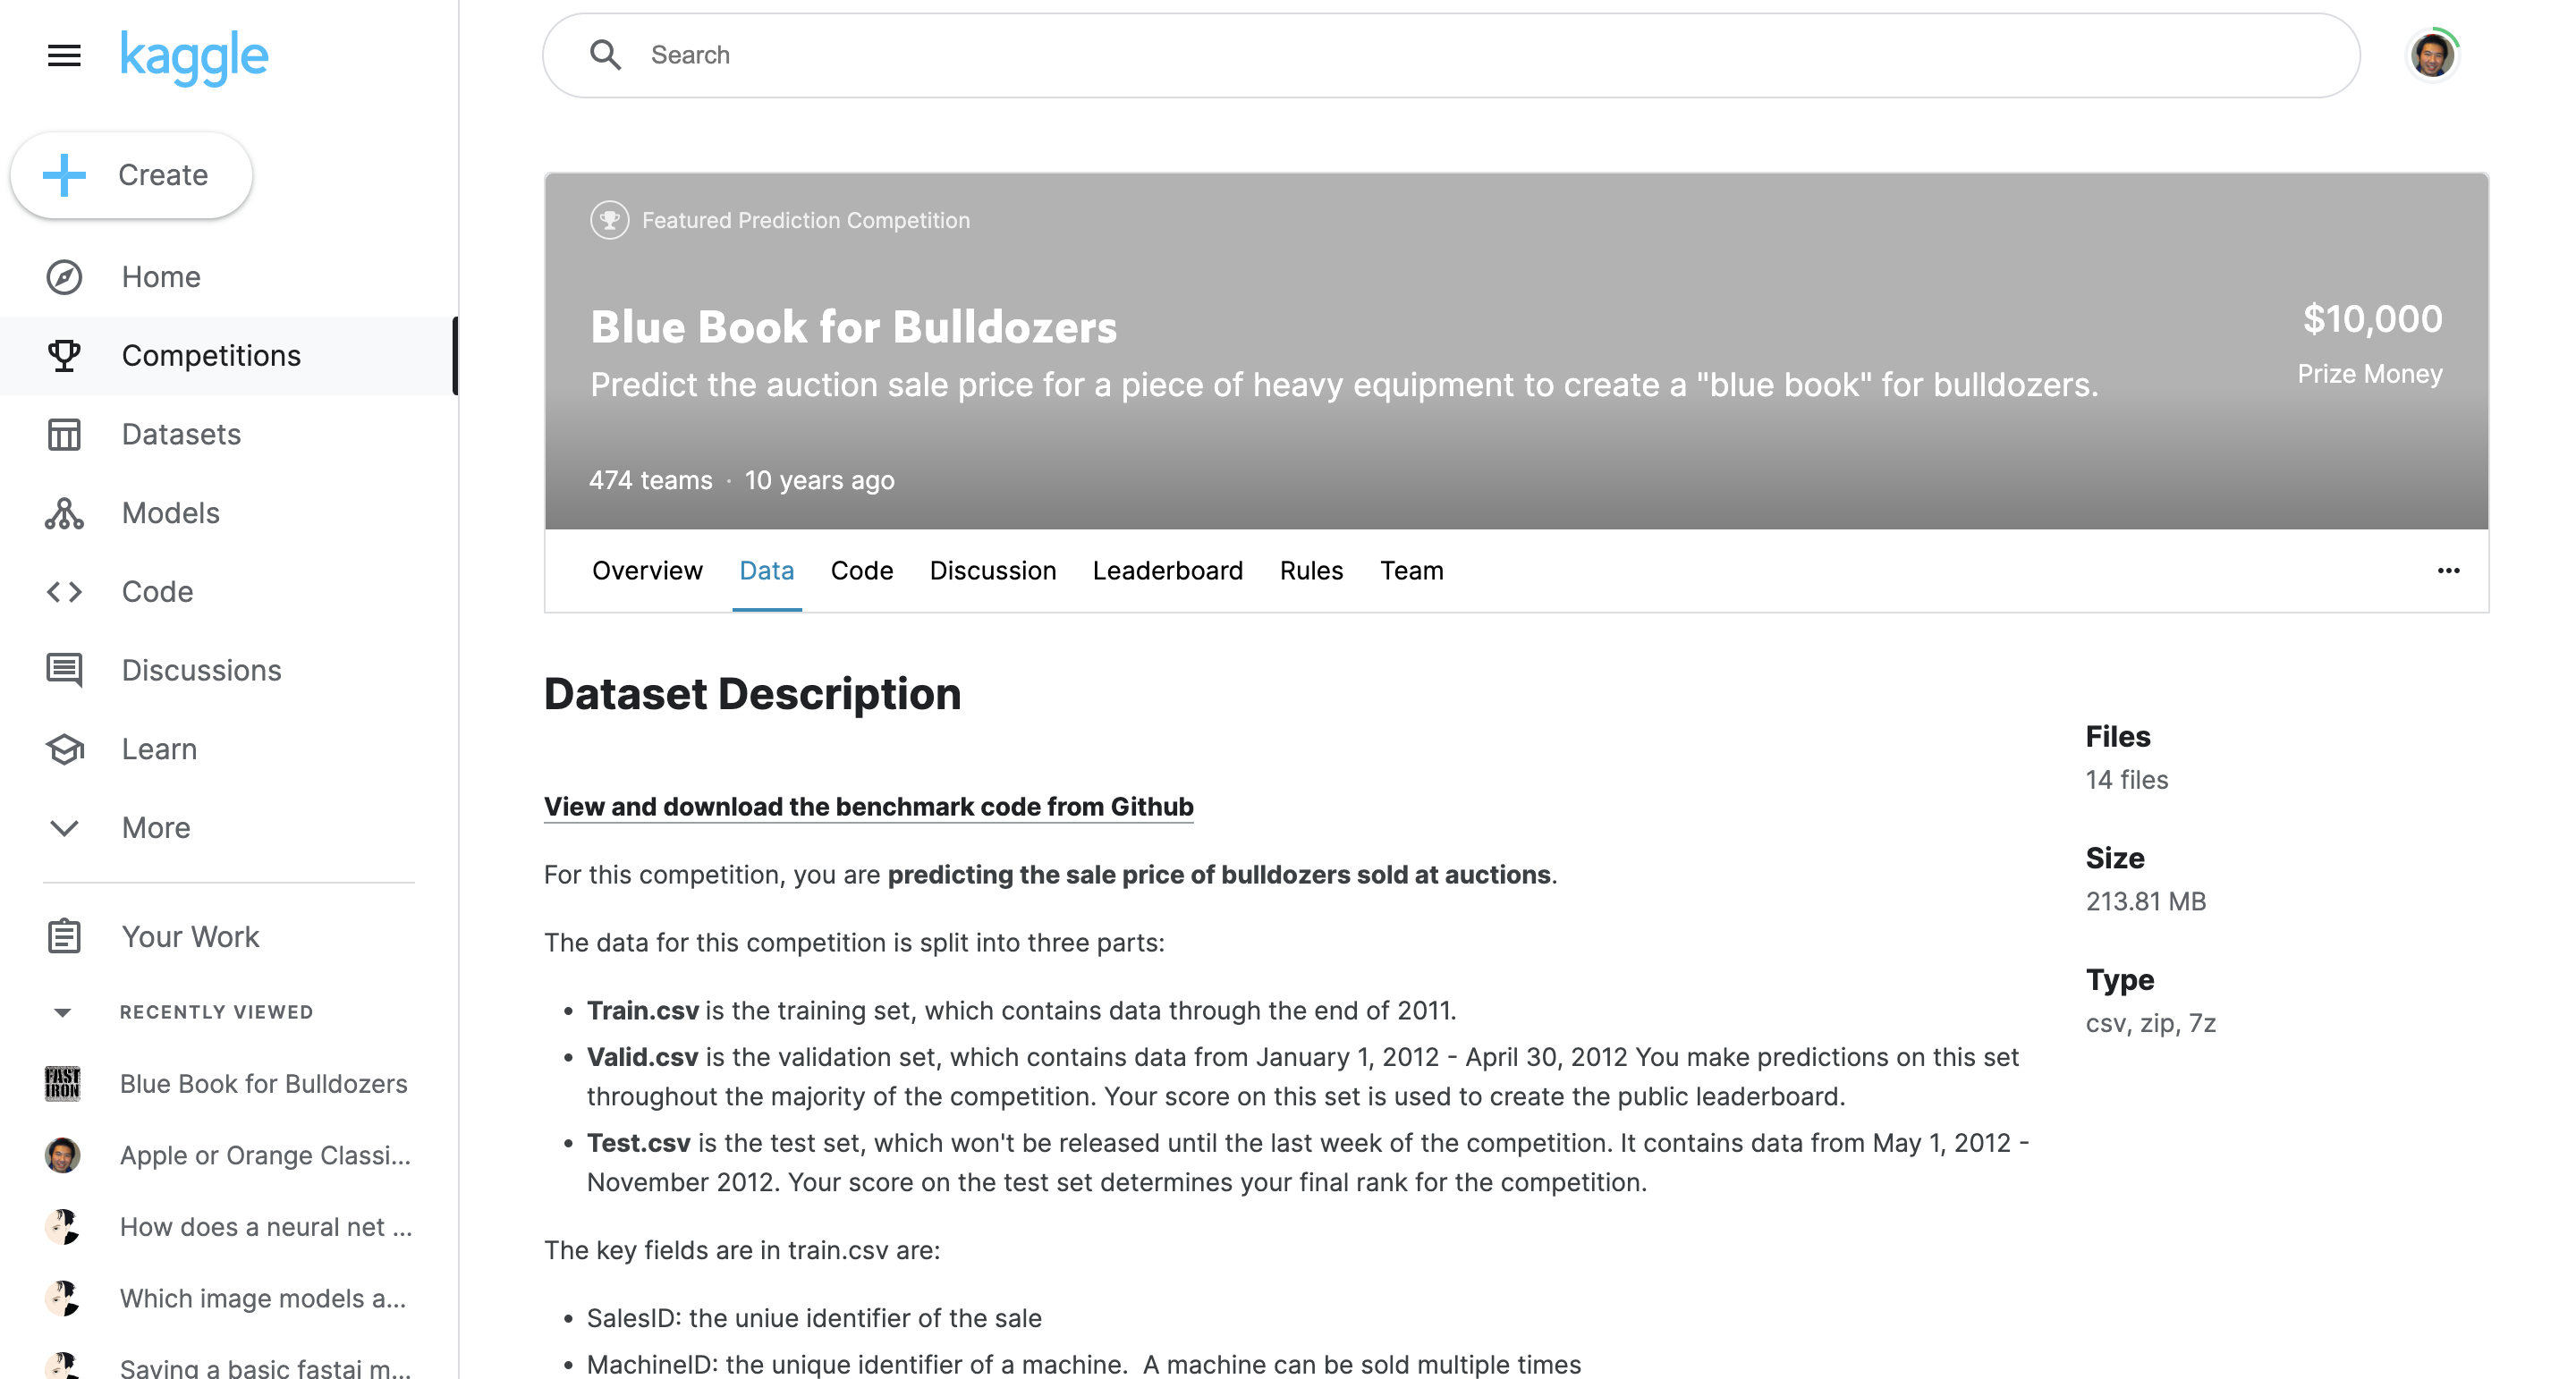 kaggle
Search
Create
Home
Competitions
Datasets
Models
Code
Discussions
Learn
More
Your Work
RECENTLY VIEWED
FAST
IRON
Blue Book for Bulldozers
Apple or Orange Classi...
How does a neural net ...
Which image models a...
Saving a basic fastai m...
Featured Prediction Competition
Blue Book for Bulldozers
Predict the auction sale price for a piece of heavy equipment to create a "blue book" for bulldozers.
$10,000
Prize Money
474 teams · 10 years ago
Overview Data Code Discussion Leaderboard Rules Team
Dataset Description
View and download the benchmark code from Github
For this competition, you are predicting the sale price of bulldozers sold at auctions.
The data for this competition is split into three parts:
• Train.csv is the training set, which contains data through the end of 2011.
• Valid.csv is the validation set, which contains data from January 1, 2012 - April 30, 2012 You make predictions on this set
throughout the majority of the competition. Your score on this set is used to create the public leaderboard.
• Test.csv is the test set, which won't be released until the last week of the competition. It contains data from May 1, 2012 -
November 2012. Your score on the test set determines your final rank for the competition.
The key fields are in train.csv are:
• SalesID: the uniue identifier of the sale
• MachineID: the unique identifier of a machine.  A machine can be sold multiple times
Files
14 files
Size
213.81 MB
Type
csv, zip, 7z